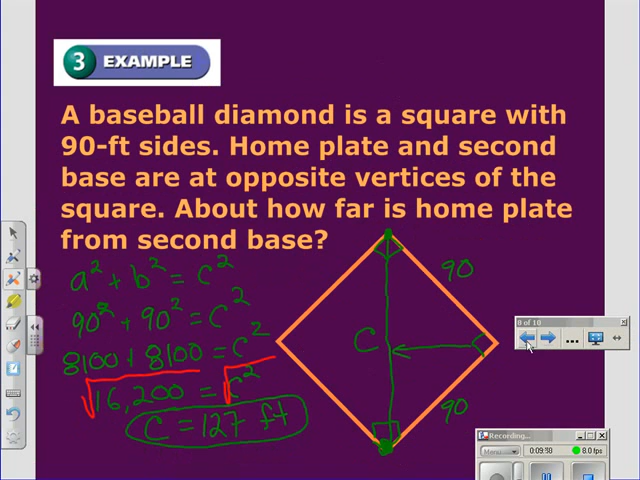 3 EXAMPLE
A baseball diamond is a square with
90-ft sides. Home plate and second
base are at opposite vertices of the
square. About how far is home plate
from second base?
a² + b² = c²
90² + 90² = c²
8100 + 8100 = c²
√16,200 = √c²
c = 127 ft
90
C
90
9 of 10
...
Recording...
Menu
0:09:58
8.0 fps